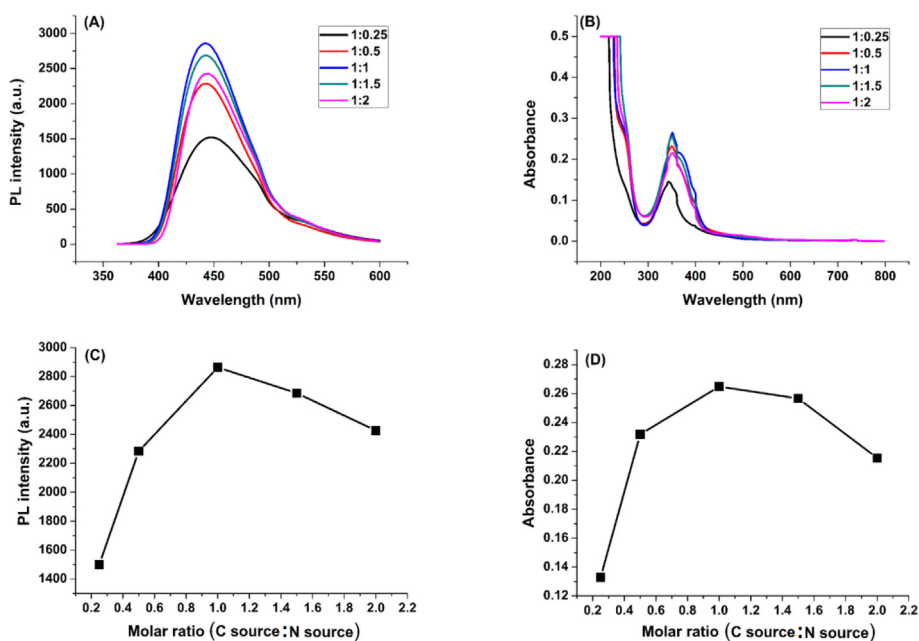 (A)
1:0.25
1:0.5
1:1
1:1.5
1:2
PL intensity (a.u.)
3000
2500
2000
1500
1000
500
0
350 400 450 500 550 600
Wavelength (nm)
(B)
1:0.25
1:0.5
1:1
1:1.5
1:2
Absorbance
0.5
0.4
0.3
0.2
0.1
0.0
200 300 400 500 600 700 800
Wavelength (nm)
(C)
PL intensity (a.u.)
3000
2800
2600
2400
2200
2000
1800
1600
1400
0.2 0.4 0.6 0.8 1.0 1.2 1.4 1.6 1.8 2.0 2.2
Molar ratio (C source:N source)
(D)
Absorbance
0.28
0.26
0.24
0.22
0.20
0.18
0.16
0.14
0.12
0.2 0.4 0.6 0.8 1.0 1.2 1.4 1.6 1.8 2.0 2.2
Molar ratio (C source:N source)